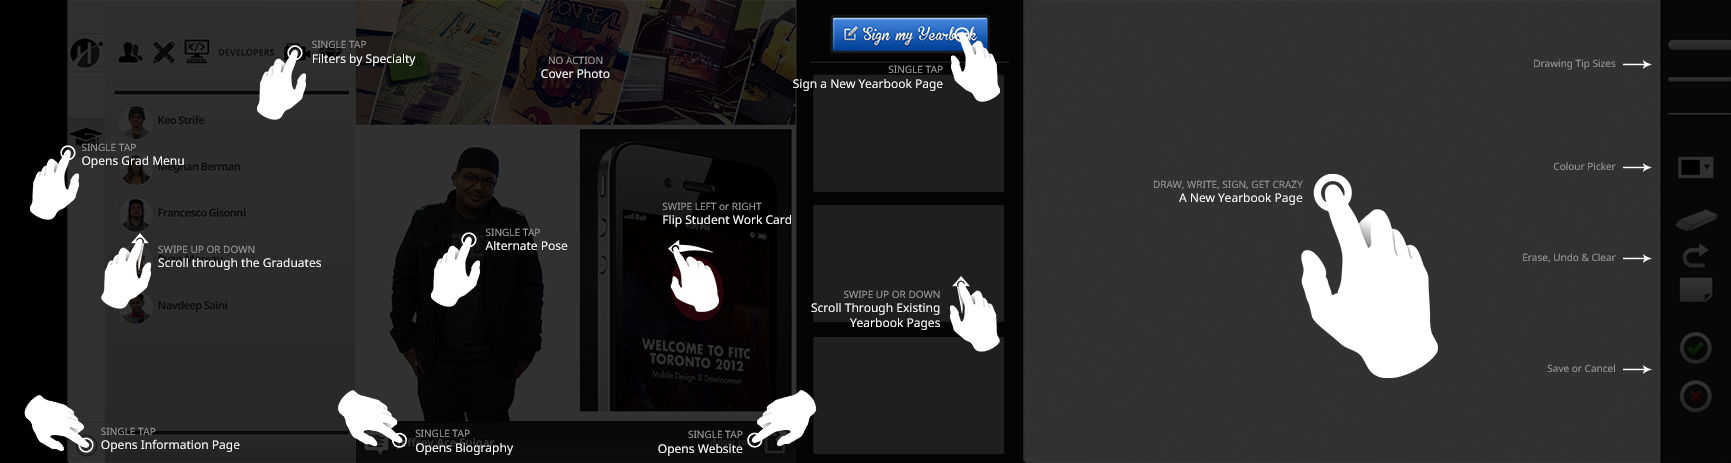 DEVELOPERS
SINGLE TAP
Filters by Specialty
Keo Strife
SINGLE TAP
Opens Grad Menu
Meghan Berman
Francesco Gisonni
SWIPE UP OR DOWN
Scroll through the Graduates
Navdeep Saini
SINGLE TAP
Opens Information Page
MONTREAL
NO ACTION
Cover Photo
SINGLE TAP
Alternate Pose
SWIPE LEFT or RIGHT
Flip Student Work Card
Bell
4:20 PM
WELCOME TO FITC
TORONTO 2012
Mobile Design & Development
SINGLE TAP
Opens Biography
SINGLE TAP
Opens Website
Sign my Yearbook
SINGLE TAP
Sign a New Yearbook Page
SWIPE UP OR DOWN
Scroll Through Existing
Yearbook Pages
DRAW, WRITE, SIGN, GET CRAZY
A New Yearbook Page
Drawing Tip Sizes
Colour Picker
Erase, Undo & Clear
Save or Cancel